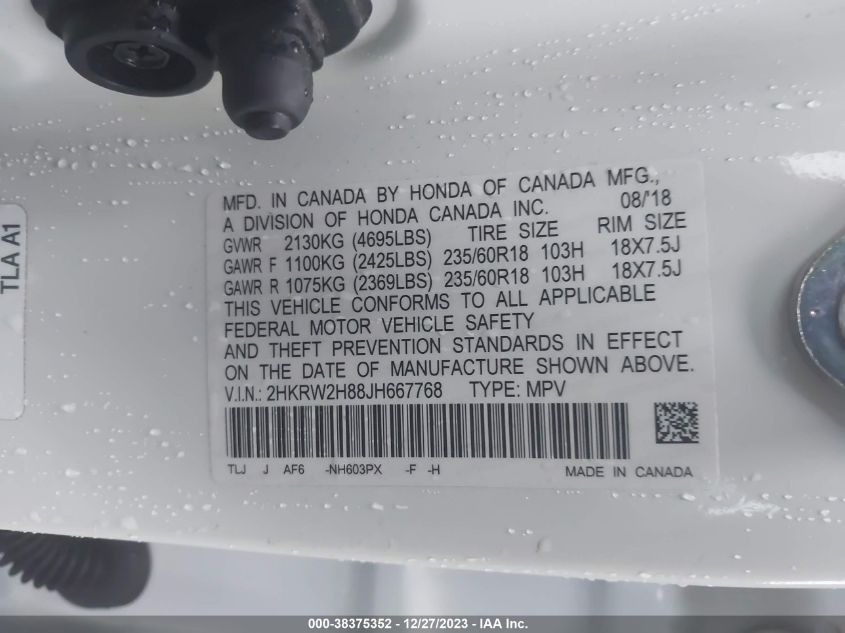 MFD. IN CANADA BY HONDA OF CANADA MFG.,
A DIVISION OF HONDA CANADA INC. 08/'18
GVWR 2130KG (4695LBS) TIRE SIZE RIM SIZE
GAWR F 1100KG (2425LBS) 235/60R18 103H 18X7.5J
GAWR R 1075KG (2369LBS) 235/60R18 103H 18X7.5J
THIS VEHICLE CONFORMS TO ALL APPLICABLE
FEDERAL MOTOR VEHICLE SAFETY
AND THEFT PREVENTION STANDARDS IN EFFECT
ON THE DATE OF MANUFACTURE SHOWN ABOVE.
V.I.N.: 2HKRW2H88JH667768 TYPE: MPV
TLJ J AF6 -NH603PX -F -H MADE IN CANADA
TLA A1
000-38375352 - 12/27/2023 - IAA Inc.